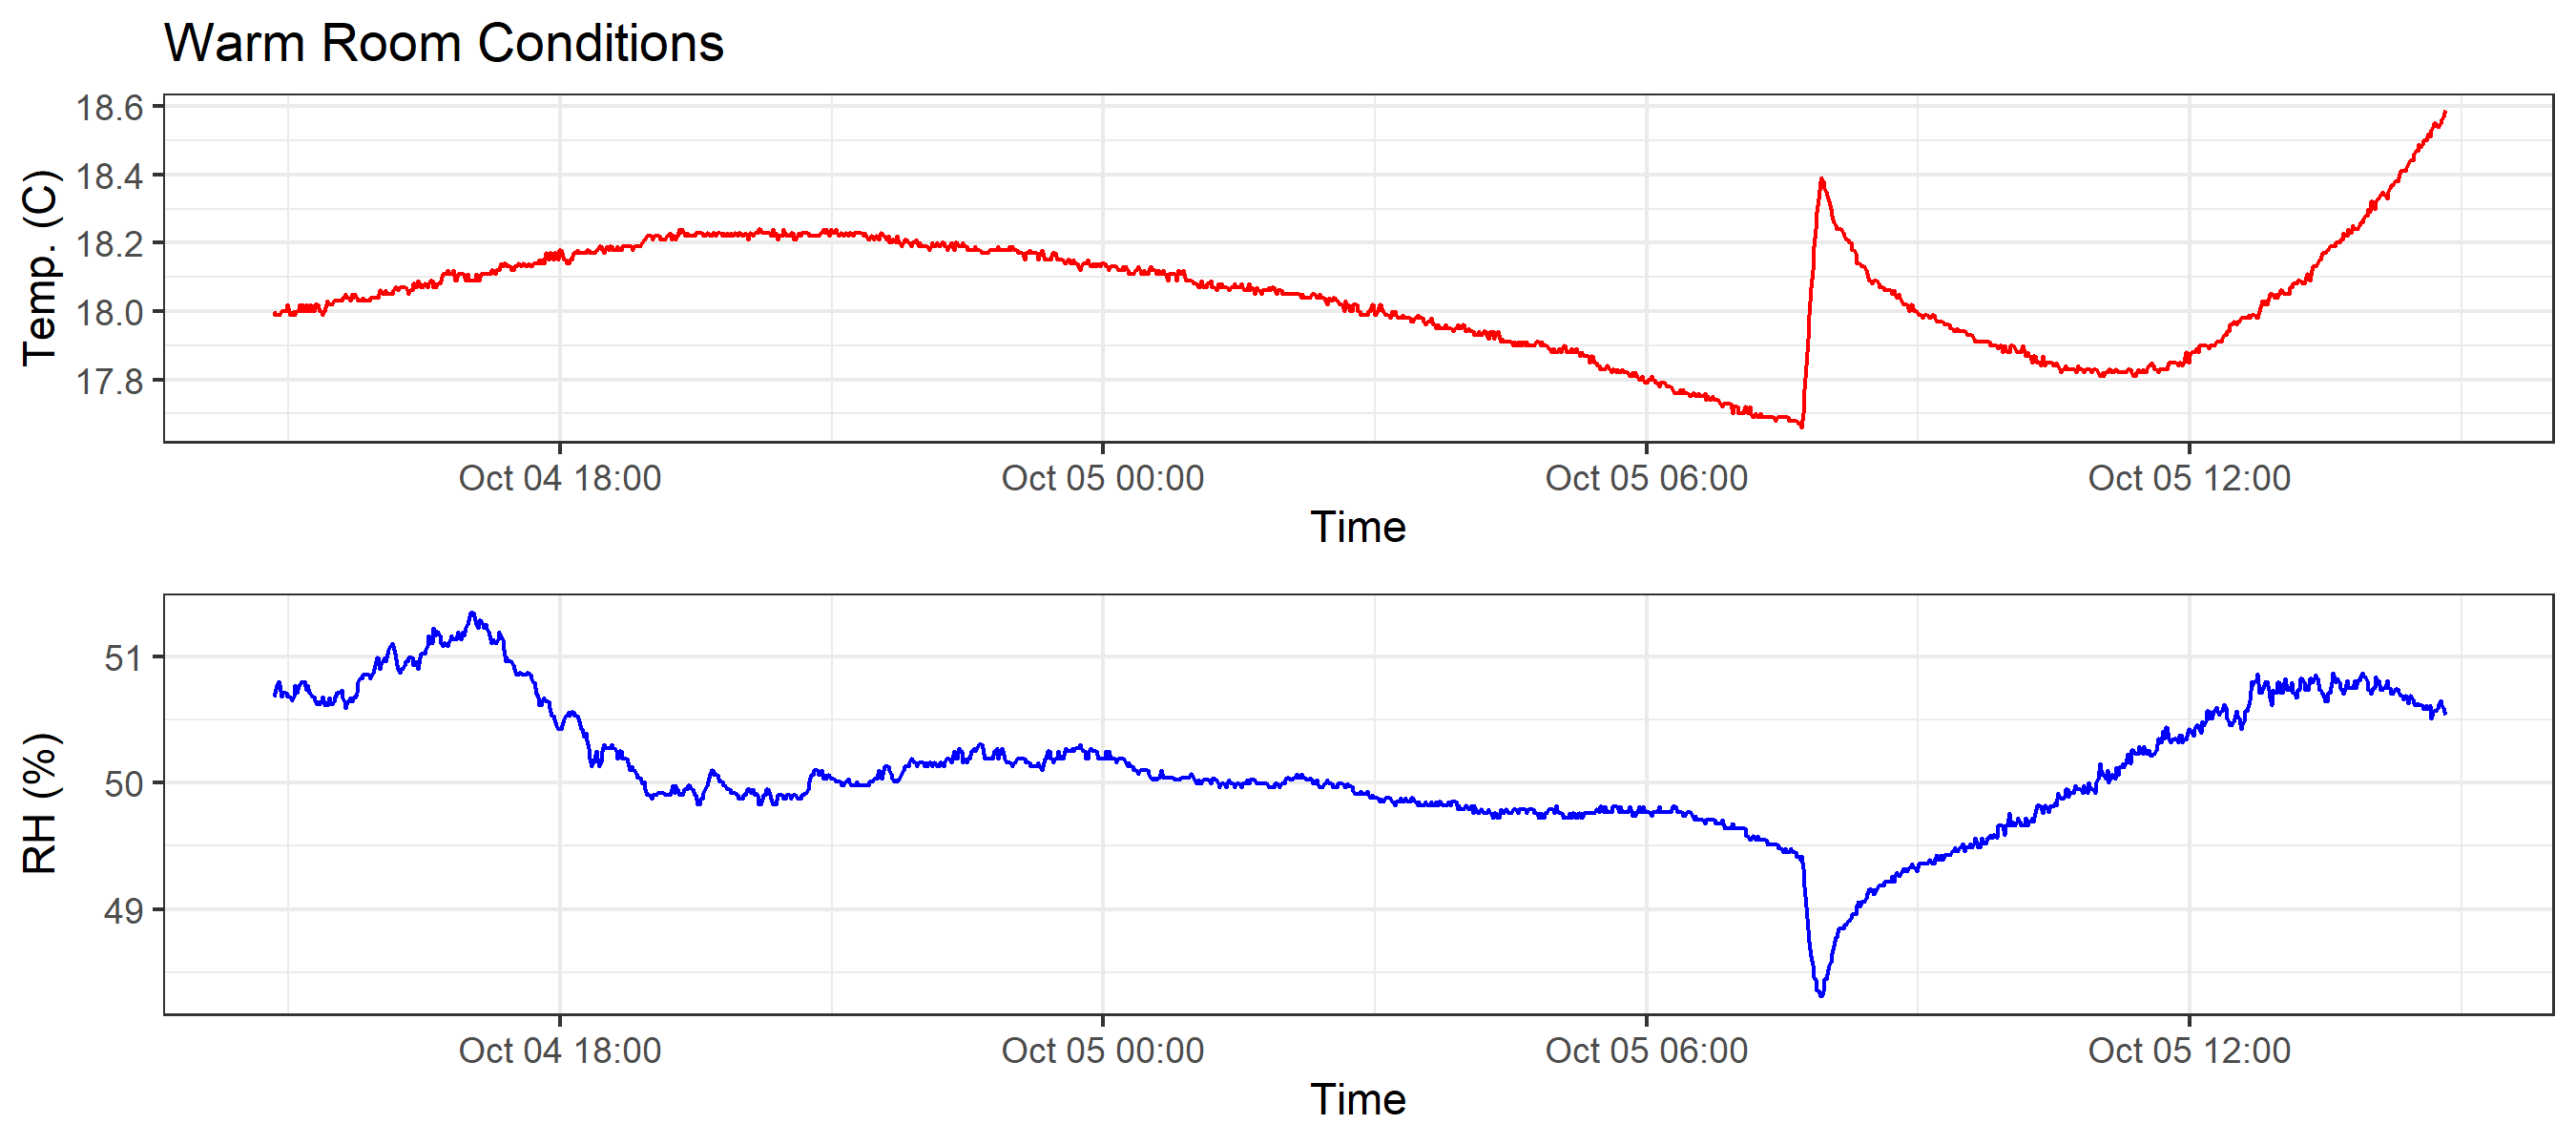 Warm Room Conditions
Temp. (C)
18.6
18.4
18.2
18.0
17.8
Oct 04 18:00 Oct 05 00:00 Oct 05 06:00 Oct 05 12:00
Time
RH (%)
51
50
49
Oct 04 18:00 Oct 05 00:00 Oct 05 06:00 Oct 05 12:00
Time